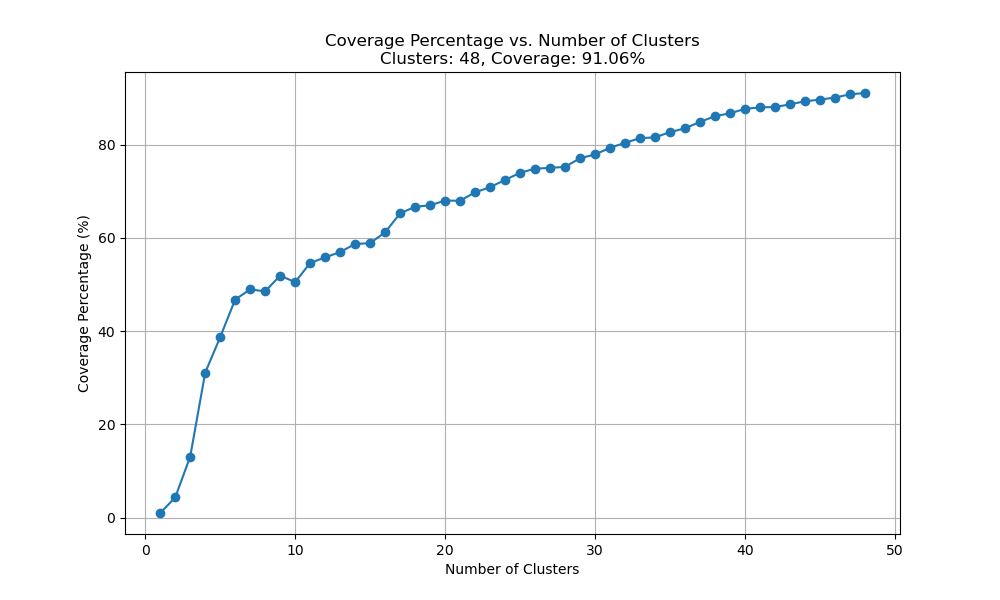 Coverage Percentage vs. Number of Clusters
Clusters: 48, Coverage: 91.06%
Coverage Percentage (%)
80
60
40
20
0
0 10 20 30 40 50
Number of Clusters